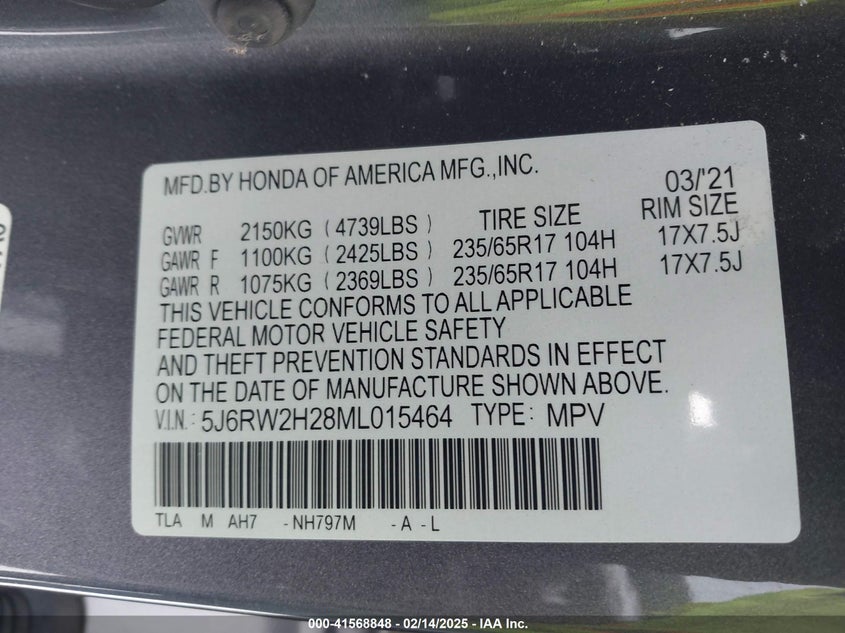 MFD.BY HONDA OF AMERICA MFG.,INC.
03/'21
GVWR 2150KG ( 4739LBS ) TIRE SIZE RIM SIZE
GAWR F 1100KG ( 2425LBS ) 235/65R17 104H 17X7.5J
GAWR R 1075KG ( 2369LBS ) 235/65R17 104H 17X7.5J
THIS VEHICLE CONFORMS TO ALL APPLICABLE
FEDERAL MOTOR VEHICLE SAFETY
AND THEFT PREVENTION STANDARDS IN EFFECT
ON THE DATE OF MANUFACTURE SHOWN ABOVE.
V.I.N.: 5J6RW2H28ML015464 TYPE: MPV
TLA M AH7 -NH797M -A -L
000-41568848 - 02/14/2025 - IAA Inc.